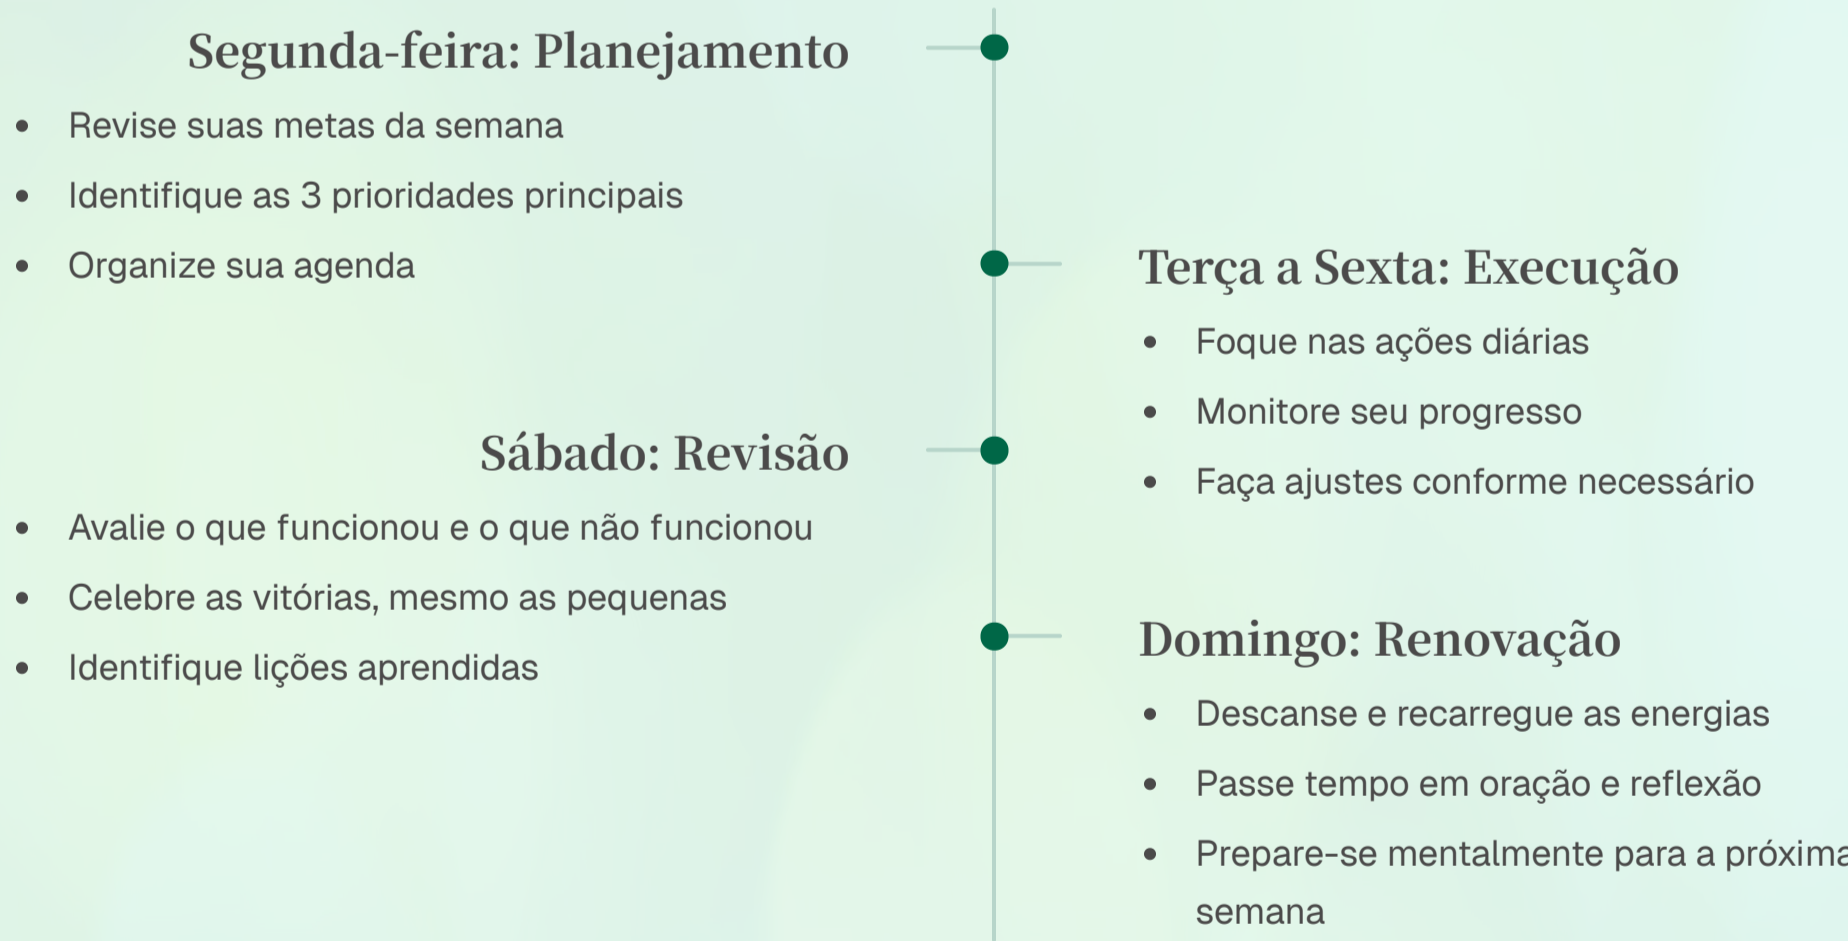 Segunda-feira: Planejamento
• Revise suas metas da semana
• Identifique as 3 prioridades principais
• Organize sua agenda
Terça a Sexta: Execução
• Foque nas ações diárias
• Monitore seu progresso
• Faça ajustes conforme necessário
Sábado: Revisão
• Avalie o que funcionou e o que não funcionou
• Celebre as vitórias, mesmo as pequenas
• Identifique lições aprendidas
Domingo: Renovação
• Descanse e recarregue as energias
• Passe tempo em oração e reflexão
• Prepare-se mentalmente para a próxima
semana